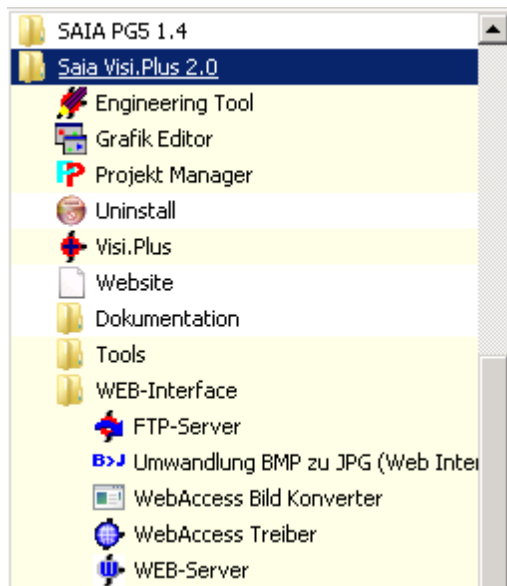 SAIA PG5 1.4
Saia Visi.Plus 2.0
Engineering Tool
Grafik Editor
Projekt Manager
Uninstall
Visi.Plus
Website
Dokumentation
Tools
WEB-Interface
FTP-Server
B>J Umwandlung BMP zu JPG (Web Inter
WebAccess Bild Konverter
WebAccess Treiber
WEB-Server